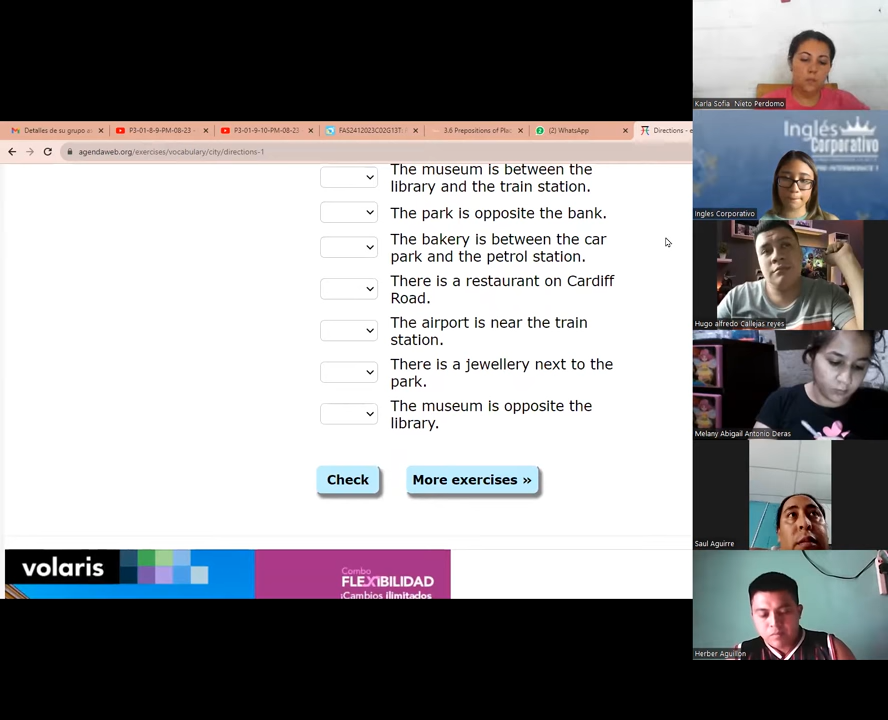 Detalles de su grupo as
P3-01-8-9-PM-08-23 -
P3-01-9-10-PM-08-23
FAS2412023C02G13T:
3.6 Prepositions of Plac
(2) WhatsApp
Directions - e
agendaweb.org/exercises/vocabulary/city/directions-1
The museum is between the
library and the train station.
The park is opposite the bank.
The bakery is between the car
park and the petrol station.
There is a restaurant on Cardiff
Road.
The airport is near the train
station.
There is a jewellery next to the
park.
The museum is opposite the
library.
Check
More exercises »
volaris
Combo
FLEXIBILIDAD
¡Cambios ilimitados
Karla Sofia Nieto Perdomo
Inglés
Corporativo
Ingles Corporativo
Hugo alfredo Callejas reyes
Melany Abigail Antonio Deras
Saul Aguirre
Herber Aguillon